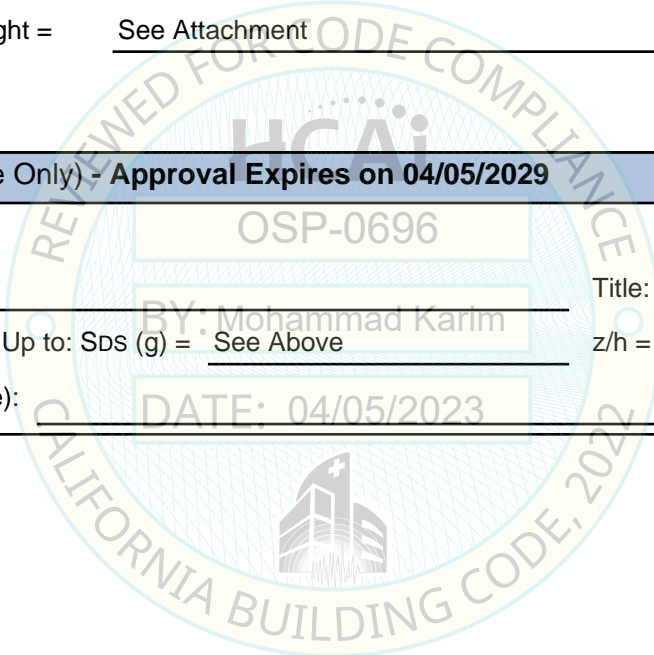 ght = See Attachment
REVIEWED FOR CODE COMPLIANCE
HCAi
e Only) - Approval Expires on 04/05/2029
OSP-0696
Title:
BY: Mohammad Karim
Up to: SDS (g) = See Above z/h =
e):
DATE: 04/05/2023
CALIFORNIA BUILDING CODE, 2022